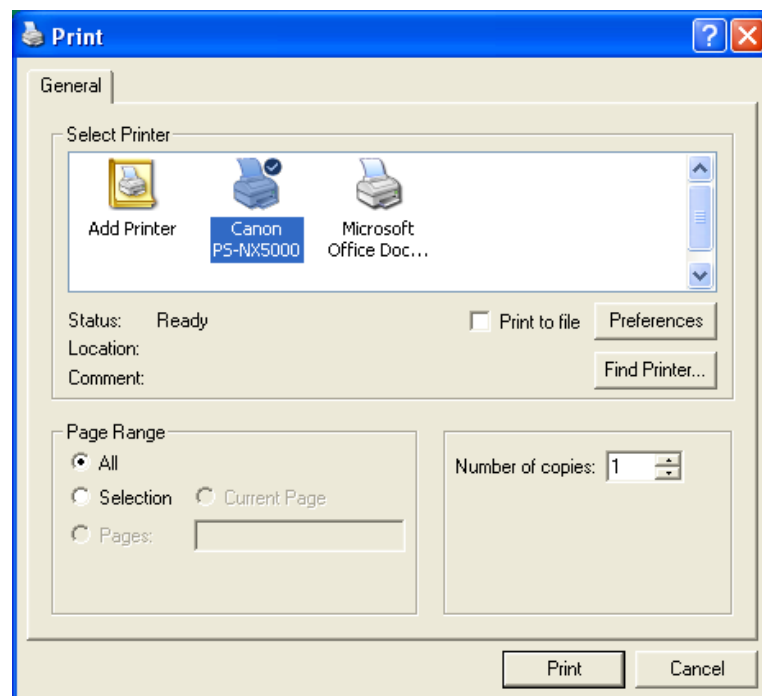 Print
General
Select Printer
Add Printer
Canon
PS-NX5000
Microsoft
Office Doc...
Status: Ready
Location:
Comment:
Print to file
Preferences
Find Printer...
Page Range
All
Selection
Current Page
Pages:
Number of copies: 1
Print
Cancel